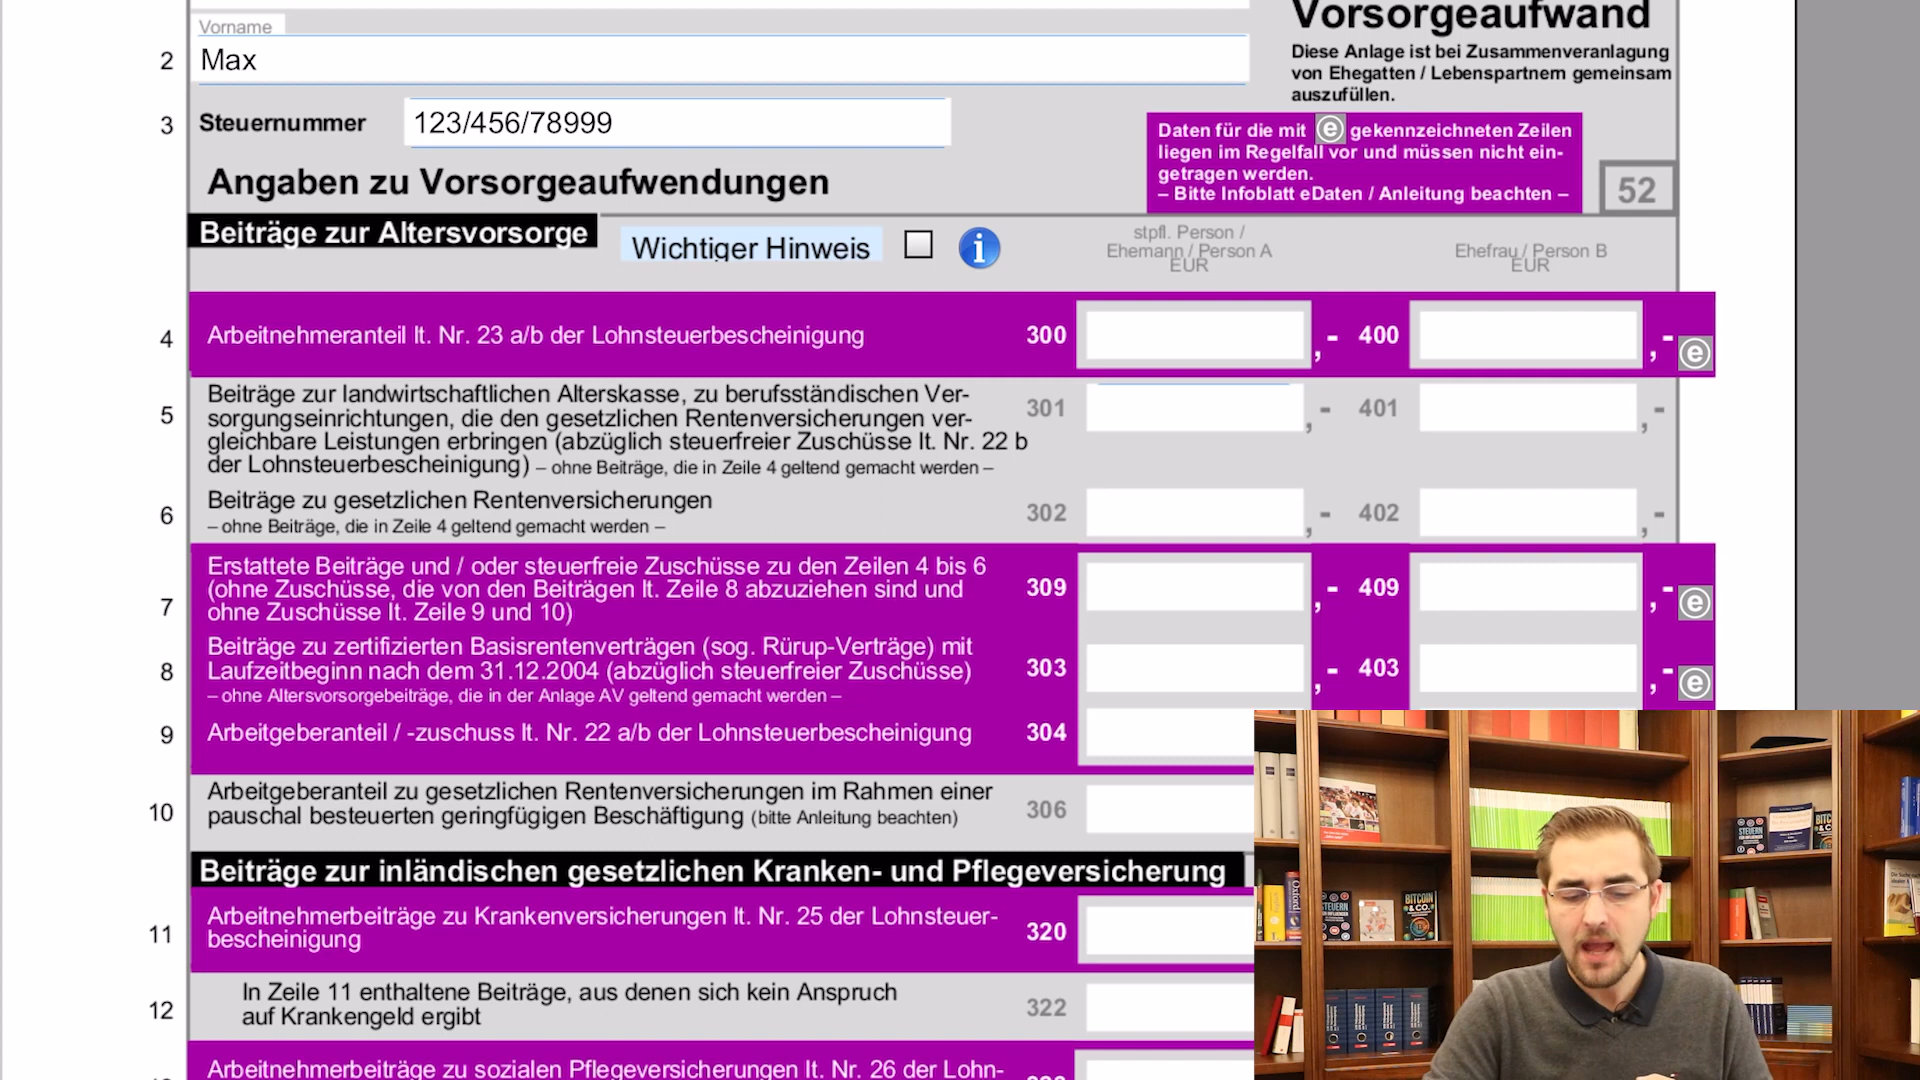 Vorsorgeaufwand
Vorname
2 Max
Diese Anlage ist bei Zusammenveranlagung
von Ehegatten / Lebenspartnern gemeinsam
auszufüllen.
3 Steuernummer 123/456/78999
Daten für die mit e gekennzeichneten Zeilen
liegen im Regelfall vor und müssen nicht ein-
getragen werden.
– Bitte Infoblatt eDaten / Anleitung beachten –
52
Angaben zu Vorsorgeaufwendungen
Beiträge zur Altersvorsorge
Wichtiger Hinweis i
stpfl. Person /
Ehemann / Person A
EUR
Ehefrau / Person B
EUR
4 Arbeitnehmeranteil lt. Nr. 23 a/b der Lohnsteuerbescheinigung 300 ,- 400 ,- e
Beiträge zur landwirtschaftlichen Alterskasse, zu berufsständischen Ver-
5 sorgungseinrichtungen, die den gesetzlichen Rentenversicherungen ver- 301 ,- 401 ,-
gleichbare Leistungen erbringen (abzüglich steuerfreier Zuschüsse lt. Nr. 22 b
der Lohnsteuerbescheinigung) – ohne Beiträge, die in Zeile 4 geltend gemacht werden –
6 Beiträge zu gesetzlichen Rentenversicherungen 302 ,- 402 ,-
– ohne Beiträge, die in Zeile 4 geltend gemacht werden –
Erstattete Beiträge und / oder steuerfreie Zuschüsse zu den Zeilen 4 bis 6
(ohne Zuschüsse, die von den Beiträgen lt. Zeile 8 abzuziehen sind und 309 ,- 409 ,- e
7 ohne Zuschüsse lt. Zeile 9 und 10)
Beiträge zu zertifizierten Basisrentenverträgen (sog. Rürup-Verträge) mit
8 Laufzeitbeginn nach dem 31.12.2004 (abzüglich steuerfreier Zuschüsse) 303 ,- 403 ,- e
– ohne Altersvorsorgebeiträge, die in der Anlage AV geltend gemacht werden –
9 Arbeitgeberanteil / -zuschuss lt. Nr. 22 a/b der Lohnsteuerbescheinigung 304
Arbeitgeberanteil zu gesetzlichen Rentenversicherungen im Rahmen einer
10 pauschal besteuerten geringfügigen Beschäftigung (bitte Anleitung beachten) 306
Beiträge zur inländischen gesetzlichen Kranken- und Pflegeversicherung
11 Arbeitnehmerbeiträge zu Krankenversicherungen lt. Nr. 25 der Lohnsteuer- 320
bescheinigung
12 In Zeile 11 enthaltene Beiträge, aus denen sich kein Anspruch 322
auf Krankengeld ergibt
Arbeitnehmerbeiträge zu sozialen Pflegeversicherungen lt. Nr. 26 der Lohn-
STEUERN
Oxford
BITCOIN
& CO.